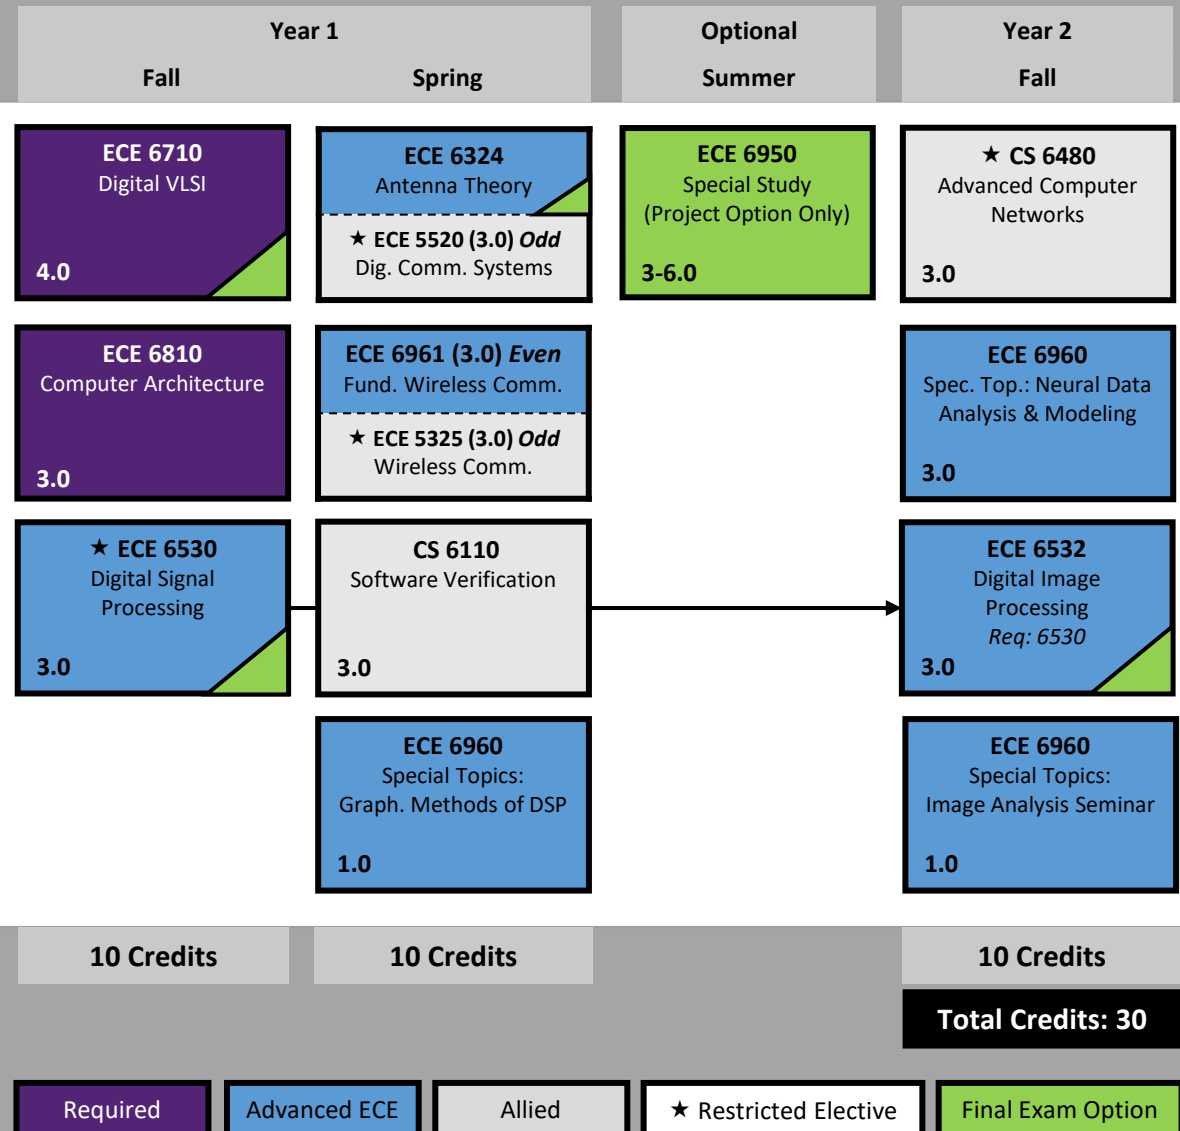 Year 1
Fall
Spring
Optional
Summer
Year 2
Fall
ECE 6710
Digital VLSI
4.0
ECE 6324
Antenna Theory
★ ECE 5520 (3.0) Odd
Dig. Comm. Systems
ECE 6950
Special Study
(Project Option Only)
3-6.0
★ CS 6480
Advanced Computer
Networks
3.0
ECE 6810
Computer Architecture
3.0
ECE 6961 (3.0) Even
Fund. Wireless Comm.
★ ECE 5325 (3.0) Odd
Wireless Comm.
ECE 6960
Spec. Top.: Neural Data
Analysis & Modeling
3.0
★ ECE 6530
Digital Signal
Processing
3.0
CS 6110
Software Verification
3.0
ECE 6532
Digital Image
Processing
Req: 6530
3.0
ECE 6960
Special Topics:
Graph. Methods of DSP
1.0
ECE 6960
Special Topics:
Image Analysis Seminar
1.0
10 Credits
10 Credits
10 Credits
Total Credits: 30
Required
Advanced ECE
Allied
★ Restricted Elective
Final Exam Option